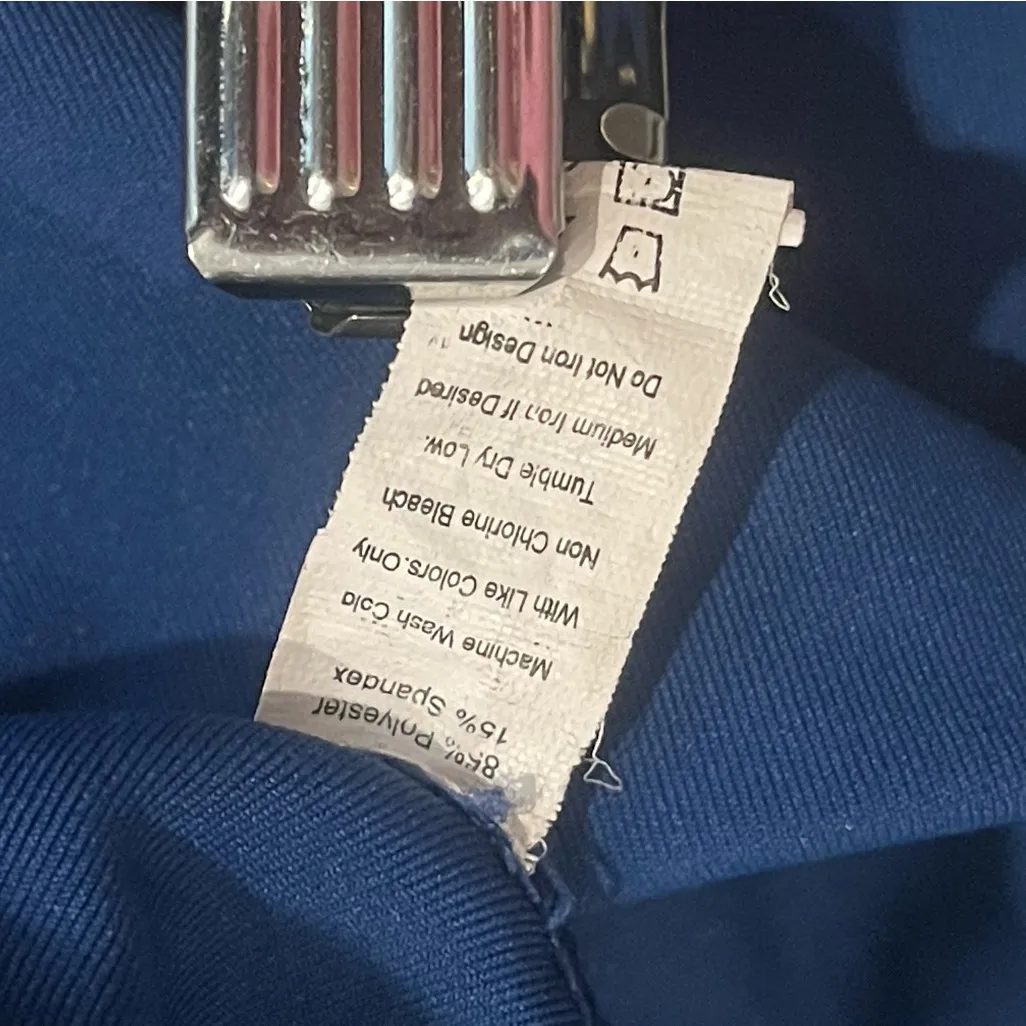 85% Polyester
15% Spandex
Machine Wash Cold
With Like Colors. Only
Non Chlorine Bleach
Tumble Dry Low.
Medium Iron If Desired
Do Not Iron Design